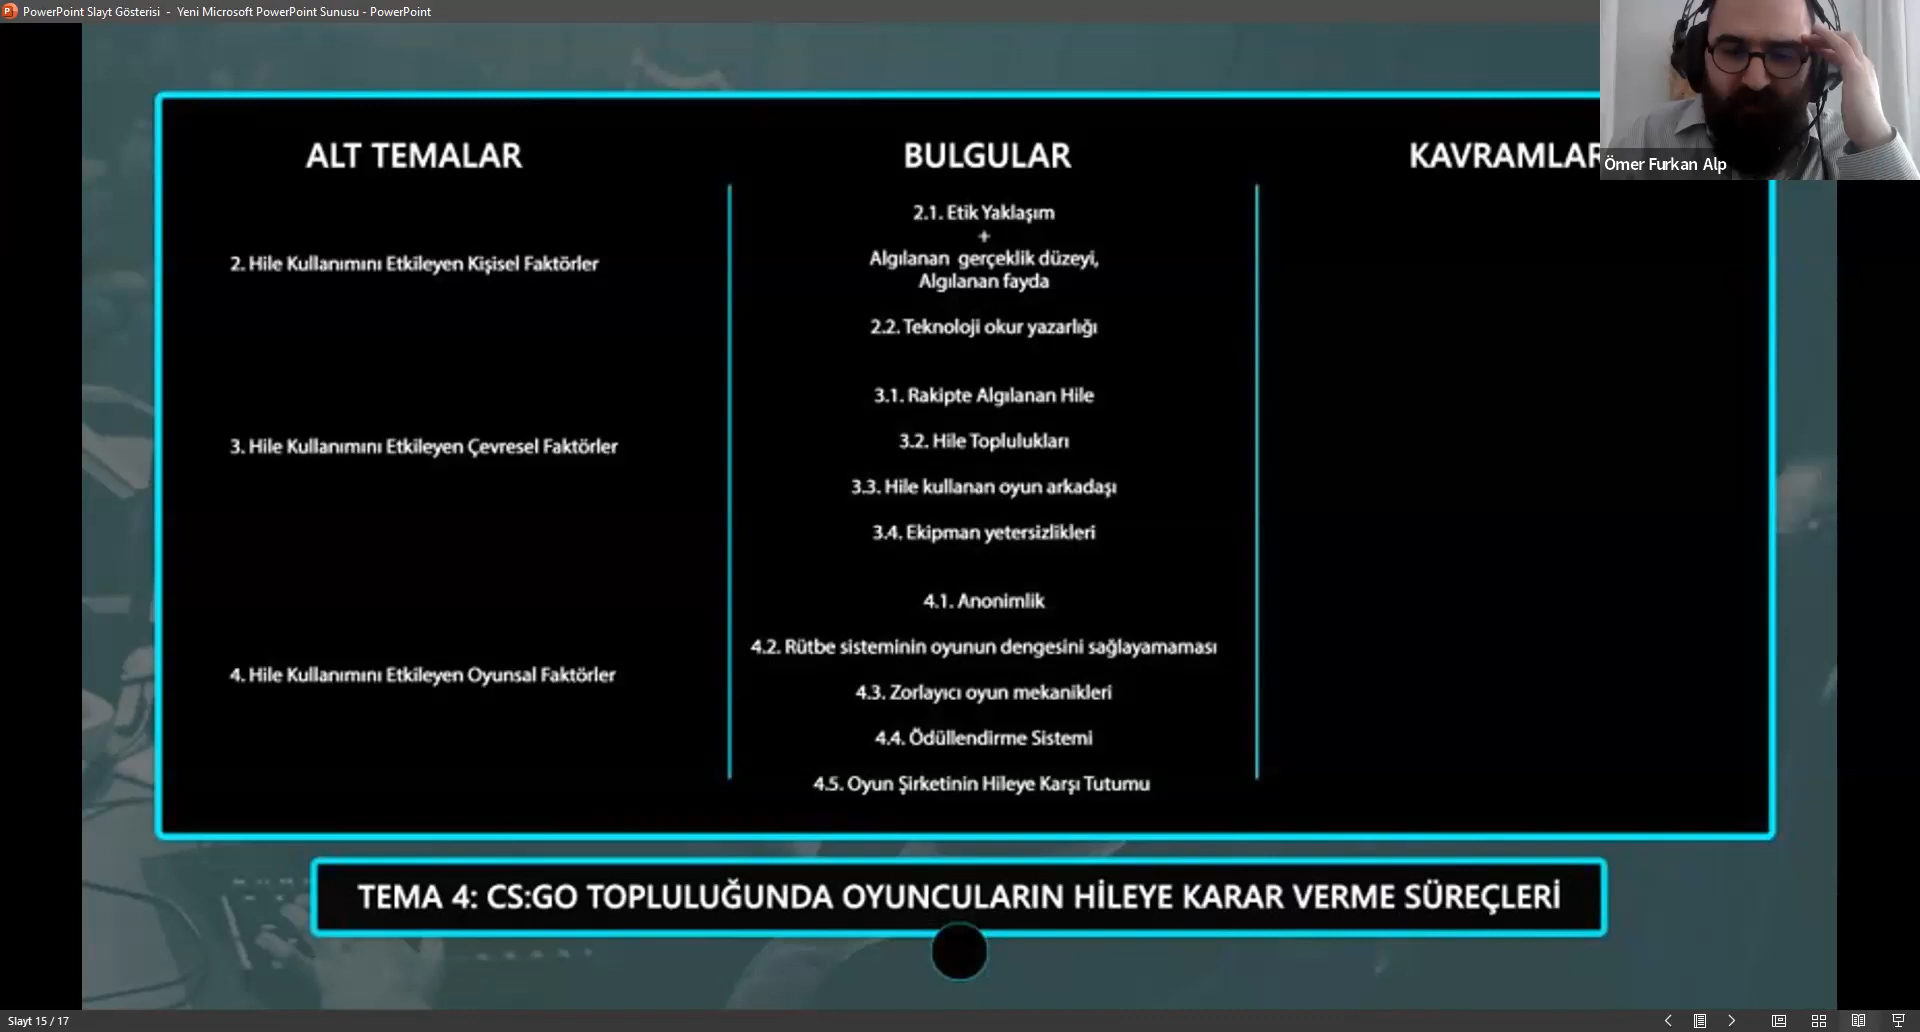 PowerPoint Slayt Gösterisi - Yeni Microsoft PowerPoint Sunusu - PowerPoint
Ömer Furkan Alp
ALT TEMALAR
BULGULAR
KAVRAMLAR
2. Hile Kullanımını Etkileyen Kişisel Faktörler
2.1. Etik Yaklaşım
+
Algılanan gerçeklik düzeyi,
Algılanan fayda
2.2. Teknoloji okur yazarlığı
3. Hile Kullanımını Etkileyen Çevresel Faktörler
3.1. Rakipte Algılanan Hile
3.2. Hile Toplulukları
3.3. Hile kullanan oyun arkadaşı
3.4. Ekipman yetersizlikleri
4. Hile Kullanımını Etkileyen Oyunsal Faktörler
4.1. Anonimlik
4.2. Rütbe sisteminin oyunun dengesini sağlayamaması
4.3. Zorlayıcı oyun mekanikleri
4.4. Ödüllendirme Sistemi
4.5. Oyun Şirketinin Hileye Karşı Tutumu
TEMA 4: CS:GO TOPLULUĞUNDA OYUNCULARIN HİLEYE KARAR VERME SÜREÇLERİ
Slayt 15 / 17